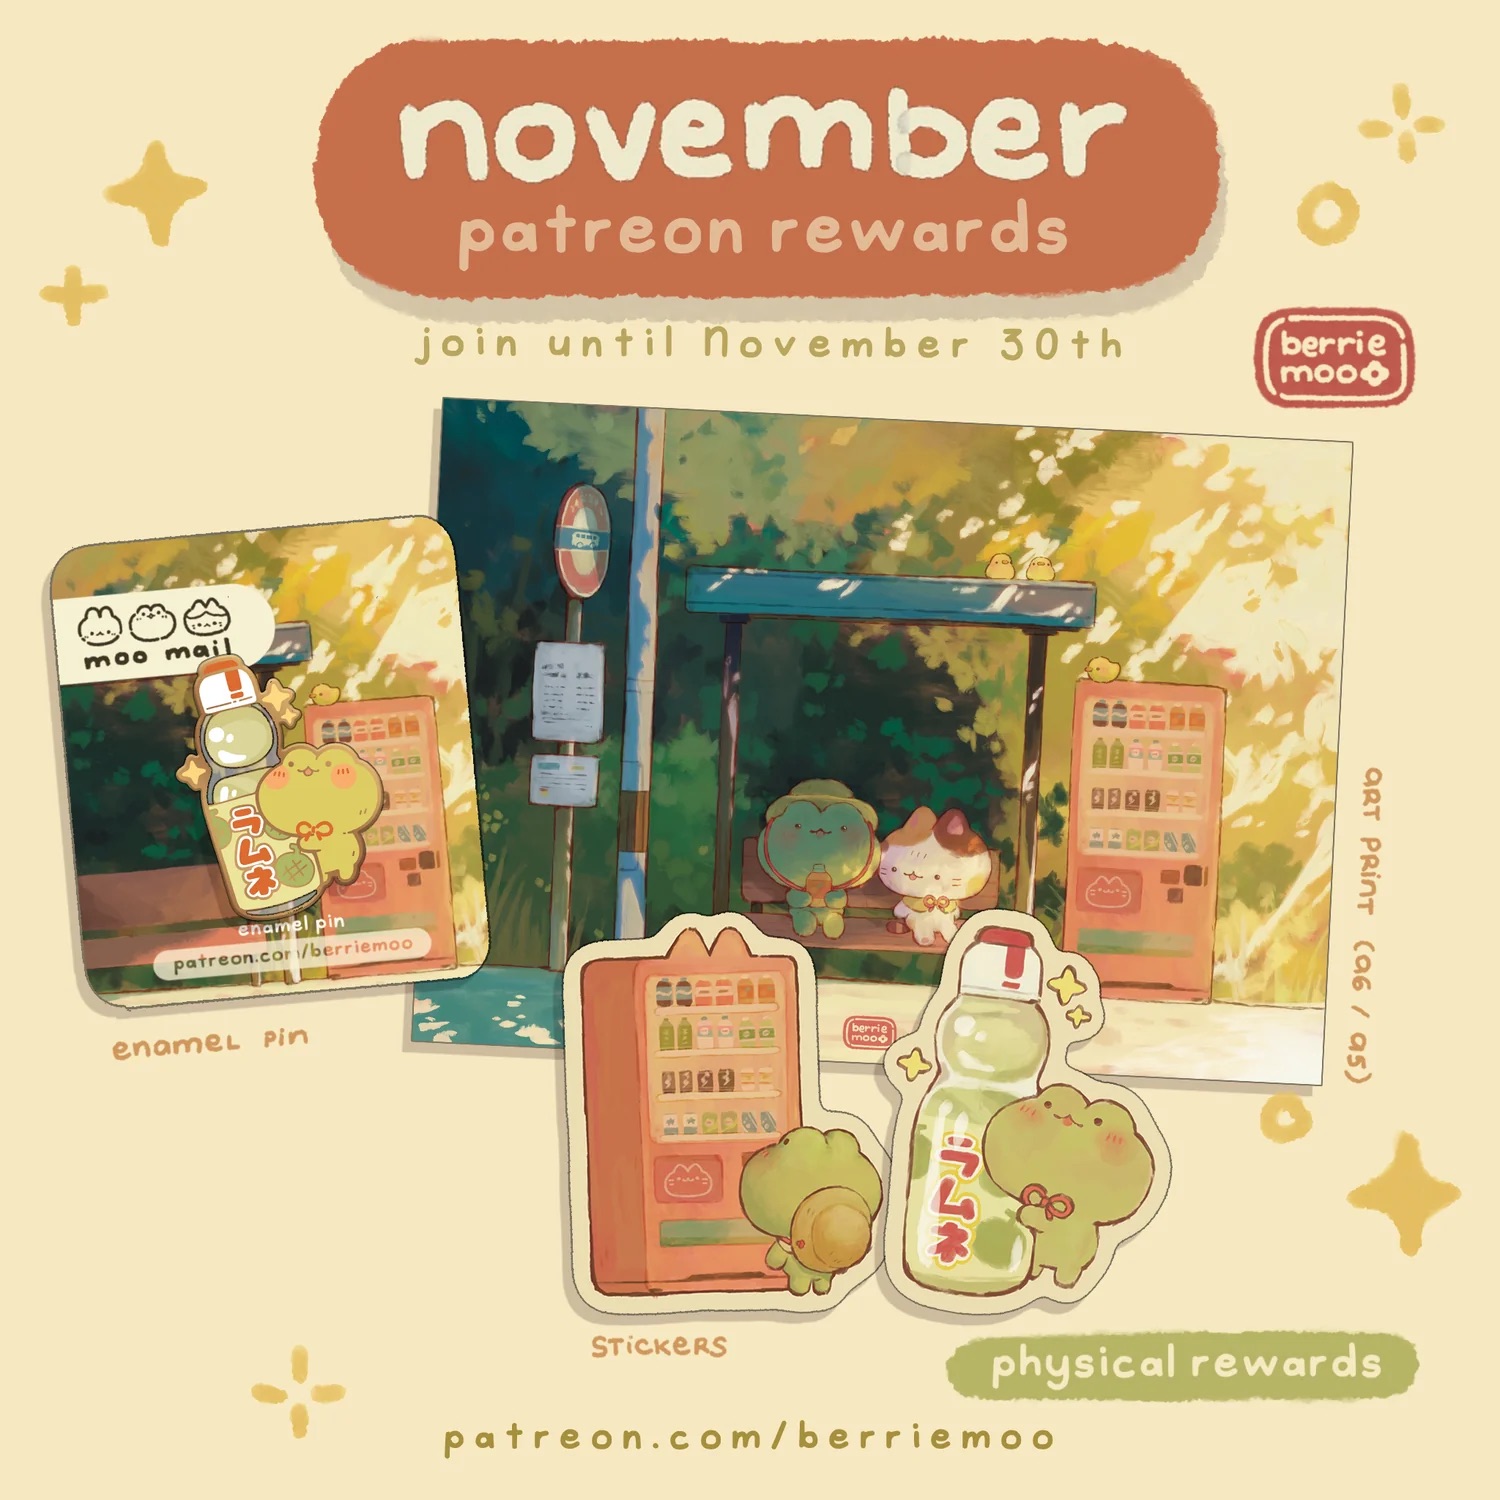 november
patreon rewards
join until November 30th
berrie
moo
moo mail
ラムネ
enamel pin
patreon.com/berriemoo
enamel pin
berrie
moo
ラムネ
ART PRINT (a6 / a5)
STICKERS
physical rewards
patreon.com/berriemoo